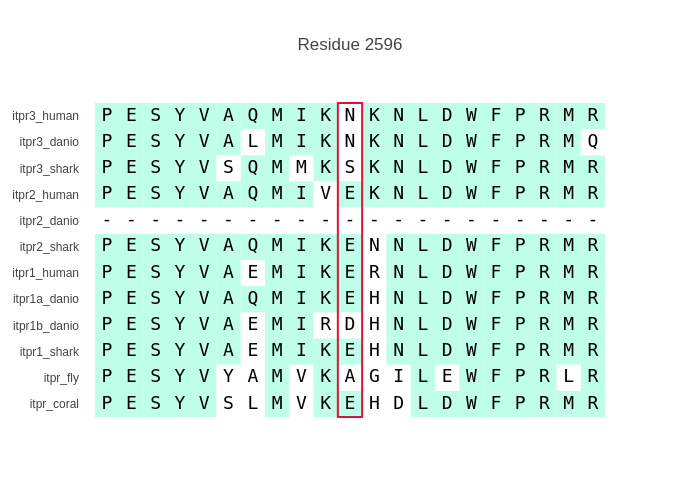 Residue 2596
itpr3_human P E S Y V A Q M I K N K N L D W F P R M R
itpr3_danio P E S Y V A L M I K N K N L D W F P R M Q
itpr3_shark P E S Y V S Q M M K S K N L D W F P R M R
itpr2_human P E S Y V A Q M I V E K N L D W F P R M R
itpr2_danio - - - - - - - - - - - - - - - - - - - - -
itpr2_shark P E S Y V A Q M I K E N N L D W F P R M R
itpr1_human P E S Y V A E M I K E R N L D W F P R M R
itpr1a_danio P E S Y V A Q M I K E H N L D W F P R M R
itpr1b_danio P E S Y V A E M I R D H N L D W F P R M R
itpr1_shark P E S Y V A E M I K E H N L D W F P R M R
itpr_fly P E S Y V Y A M V K A G I L E W F P R L R
itpr_coral P E S Y V S L M V K E H D L D W F P R M R